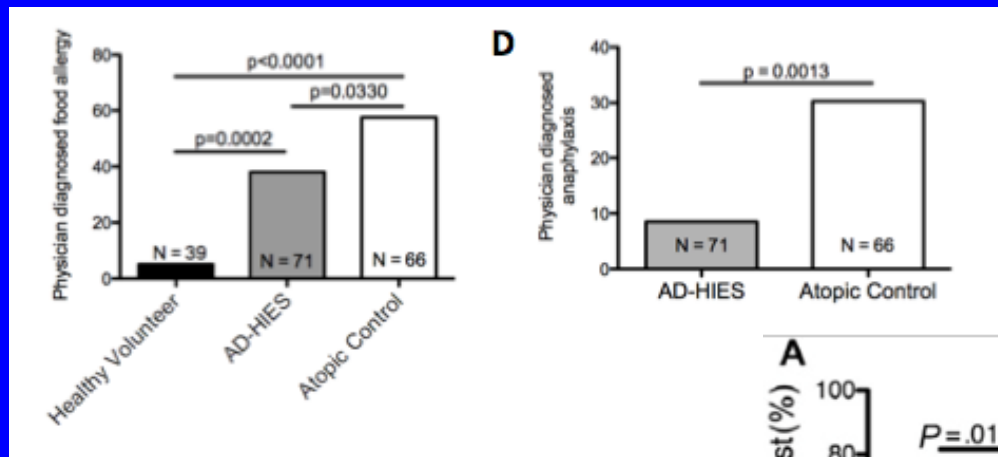 Physician diagnosed food allergy
80
60
40
20
0
p<0.0001
p=0.0330
p=0.0002
N = 39
N = 71
N = 66
Healthy Volunteer
AD-HIES
Atopic Control
D
Physician diagnosed
anaphylaxis
40
30
20
10
0
p = 0.0013
N = 71
N = 66
AD-HIES
Atopic Control
A
st(%)
100
80
P=.01